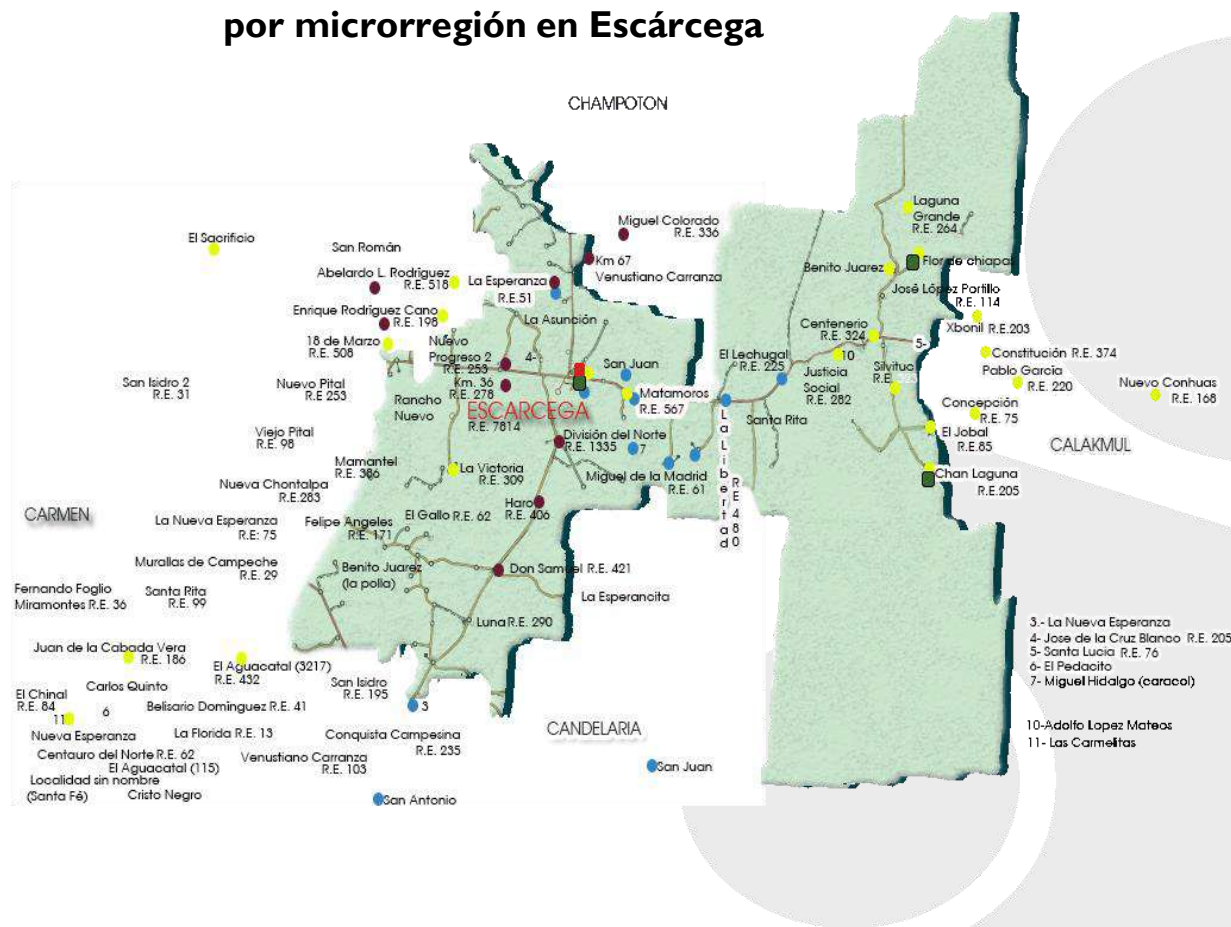 por microrregión en Escárcega
CHAMPOTON
Laguna
Grande
R.E. 264
Miguel Colorado
R.E. 336
El Sacrificio
San Román
Km 67
Venustiano Carranza
Benito Juarez
Flor de chiapas
Abelardo L. Rodríguez
R.E. 518
La Esperanza
R.E.51
José López Portillo
R.E. 114
Enrique Rodríguez Cano
R.E. 198
La Asunción
Xbonil R.E.203
Centenerio
R.E. 324
5-
18 de Marzo
R.E. 508
Nuevo
Progreso 2
R.E. 253
4-
San Juan
El Lechugal
R.E. 225
10
Justicia
Social
R.E. 282
Silvituc
R.E.
Constitución R.E. 374
Pablo García
R.E. 220
Nuevo Conhuas
R.E. 168
San Isidro 2
R.E. 31
Nuevo Pital
R.E 253
Km. 36
R.E. 278
Matamoros
R.E. 567
Rancho
Nuevo
ESCARCEGA
R.E. 7814
La Libertad
R E 4 8 0
Santa Rita
Concepción
R.E. 75
El Jobal
R.E.85
CALAKMUL
Viejo Pital
R.E. 98
División del Norte
R.E. 1335
7
Mamantel
R.E. 386
La Victoria
R.E. 309
Miguel de la Madrid
R.E. 61
Chan Laguna
R.E.205
Nueva Chontalpa
R.E.283
CARMEN
Haro
R.E. 406
La Nueva Esperanza
R.E: 75
Felipe Angeles
R.E. 171
El Gallo R.E. 62
Murallas de Campeche
R.E. 29
Benito Juárez
(la polla)
Don Samuel R.E. 421
Fernando Foglio
Miramontes R.E. 36
Santa Rita
R.E. 99
La Esperancita
Luna R.E. 290
3.- La Nueva Esperanza
4- Jose de la Cruz Blanco R.E. 205
5- Santa Lucia R.E. 76
6- El Pedacito
7- Miguel Hidalgo (caracol)
Juan de la Cabada Vera
R.E. 186
El Aguacatal (3217)
R.E. 432
San Isidro
R.E. 195
El Chinal
R.E. 84
11
Carlos Quinto
6
Belisario Dominguez R.E. 41
3
10-Adolfo Lopez Mateos
11- Las Carmelitas
Nueva Esperanza
La Florida R.E. 13
Conquista Campesina
R.E. 235
CANDELARIA
Centauro del Norte R.E. 62
El Aguacatal (115)
Venustiano Carranza
R.E. 103
San Juan
Localidad sin nombre
(Santa Fé)
Cristo Negro
San Antonio